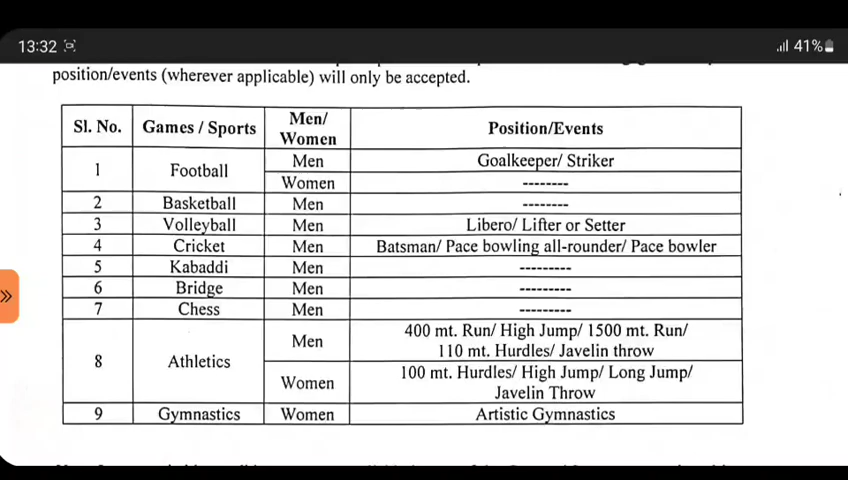 13:32
41%
position/events (wherever applicable) will only be accepted.
Sl. No. Games / Sports Men/ Women Position/Events
1 Football Men Goalkeeper/ Striker
Women --------
2 Basketball Men --------
3 Volleyball Men Libero/ Lifter or Setter
4 Cricket Men Batsman/ Pace bowling all-rounder/ Pace bowler
5 Kabaddi Men ---------
6 Bridge Men ---------
7 Chess Men ---------
8 Athletics Men 400 mt. Run/ High Jump/ 1500 mt. Run/
110 mt. Hurdles/ Javelin throw
Women 100 mt. Hurdles/ High Jump/ Long Jump/
Javelin Throw
9 Gymnastics Women Artistic Gymnastics